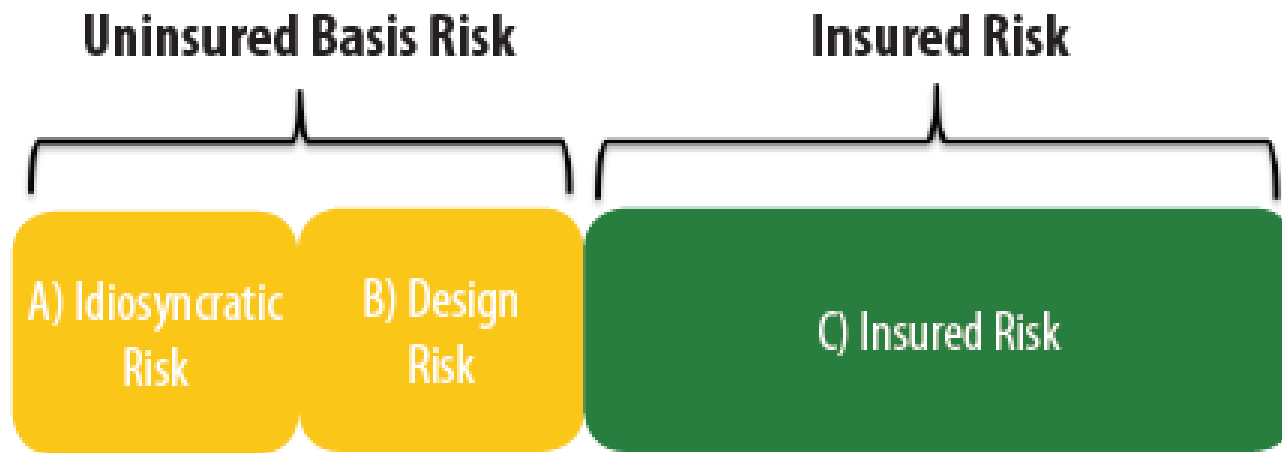 Uninsured Basis Risk
Insured Risk
A) Idiosyncratic
Risk
B) Design
Risk
C) Insured Risk